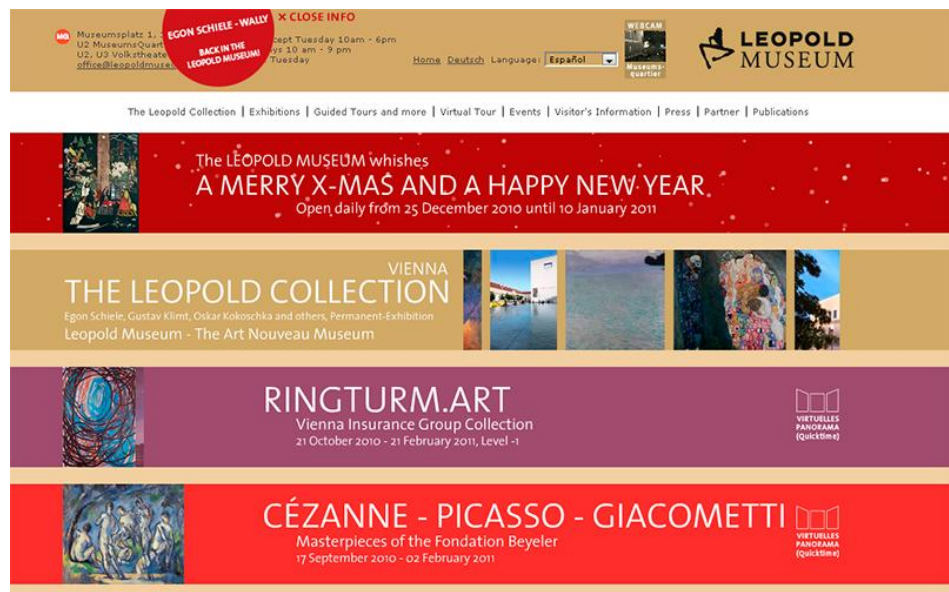 × CLOSE INFO
EGON SCHIELE - WALLY
BACK IN THE
LEOPOLD MUSEUM!
MQ
Museumsplatz 1,
U2 MuseumsQuart
U2, U3 Volkstheate
office@leopoldmuse
cept Tuesday 10am - 6pm
ys 10 am - 9 pm
Tuesday
Home Deutsch Language: Español
WEBCAM
Museums-
quartier
LEOPOLD
MUSEUM
The Leopold Collection | Exhibitions | Guided Tours and more | Virtual Tour | Events | Visitor's Information | Press | Partner | Publications
The LEOPOLD MUSEUM whishes
A MERRY X-MAS AND A HAPPY NEW YEAR
Open daily from 25 December 2010 until 10 January 2011
VIENNA
THE LEOPOLD COLLECTION
Egon Schiele, Gustav Klimt, Oskar Kokoschka and others, Permanent-Exhibition
Leopold Museum - The Art Nouveau Museum
RINGTURM.ART
Vienna Insurance Group Collection
21 October 2010 - 21 February 2011, Level -1
VIRTUELLES
PANORAMA
(Quicktime)
CÉZANNE - PICASSO - GIACOMETTI
Masterpieces of the Fondation Beyeler
17 September 2010 - 02 February 2011
VIRTUELLES
PANORAMA
(Quicktime)